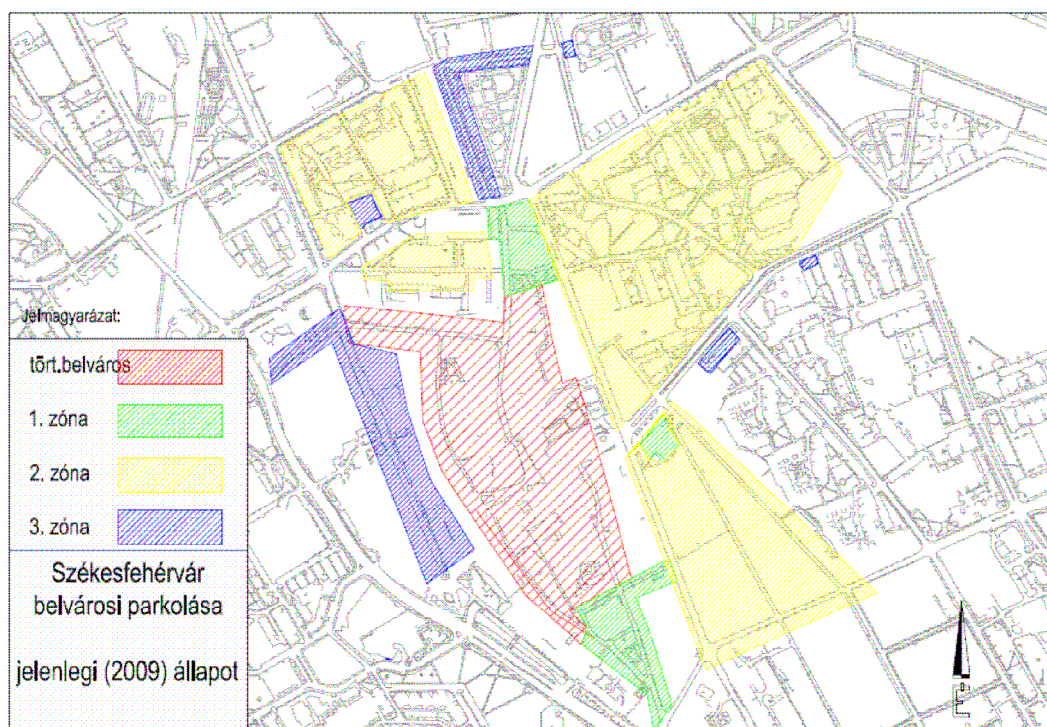 Jelmagyarázat:
tört.belváros
1. zóna
2. zóna
3. zóna
Székesfehérvár
belvárosi parkolása
jelenlegi (2009) állapot
É